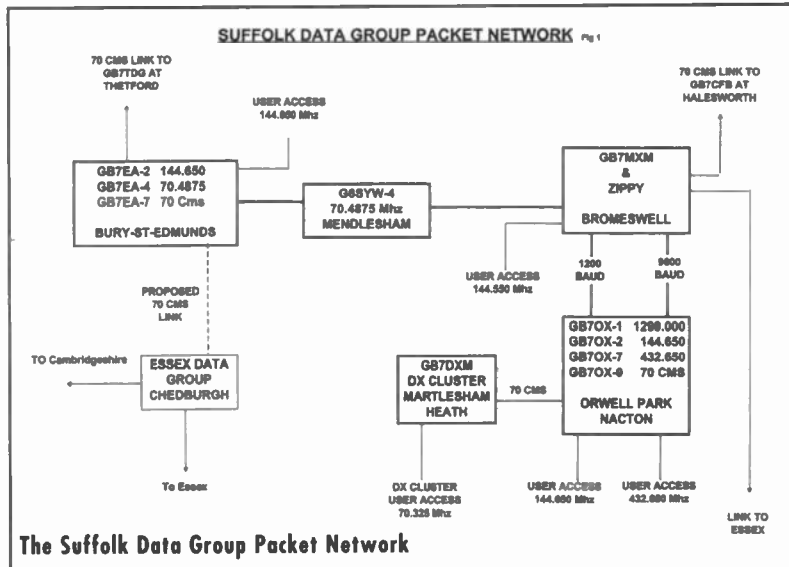 SUFFOLK DATA GROUP PACKET NETWORK Fig 1
70 CMS LINK TO
GB7TDG AT
THETFORD
USER ACCESS
144.650 Mhz
70 CMS LINK TO
GB7CFB AT
HALESWORTH
GB7EA-2 144.650
GB7EA-4 70.4875
GB7EA-7 70 Cms
BURY-ST-EDMUNDS
G6SYW-4
70.4875 Mhz
MENDLESHAM
GB7MXM
&
ZIPPY
BROMESWELL
USER ACCESS
144.550 Mhz
1200
BAUD
9600
BAUD
PROPOSED
70 CMS
LINK
TO Cambridgeshire
ESSEX DATA
GROUP
CHEDBURGH
To Essex
GB7DXM
DX CLUSTER
MARTLESHAM
HEATH
70 CMS
GB7OX-1 1299.000
GB7OX-2 144.650
GB7OX-7 432.650
GB7OX-9 70 CMS
ORWELL PARK
NACTON
DX CLUSTER
USER ACCESS
70.325 Mhz
USER ACCESS
144.650 Mhz
USER ACCESS
432.650 Mhz
LINK TO
ESSEX
The Suffolk Data Group Packet Network